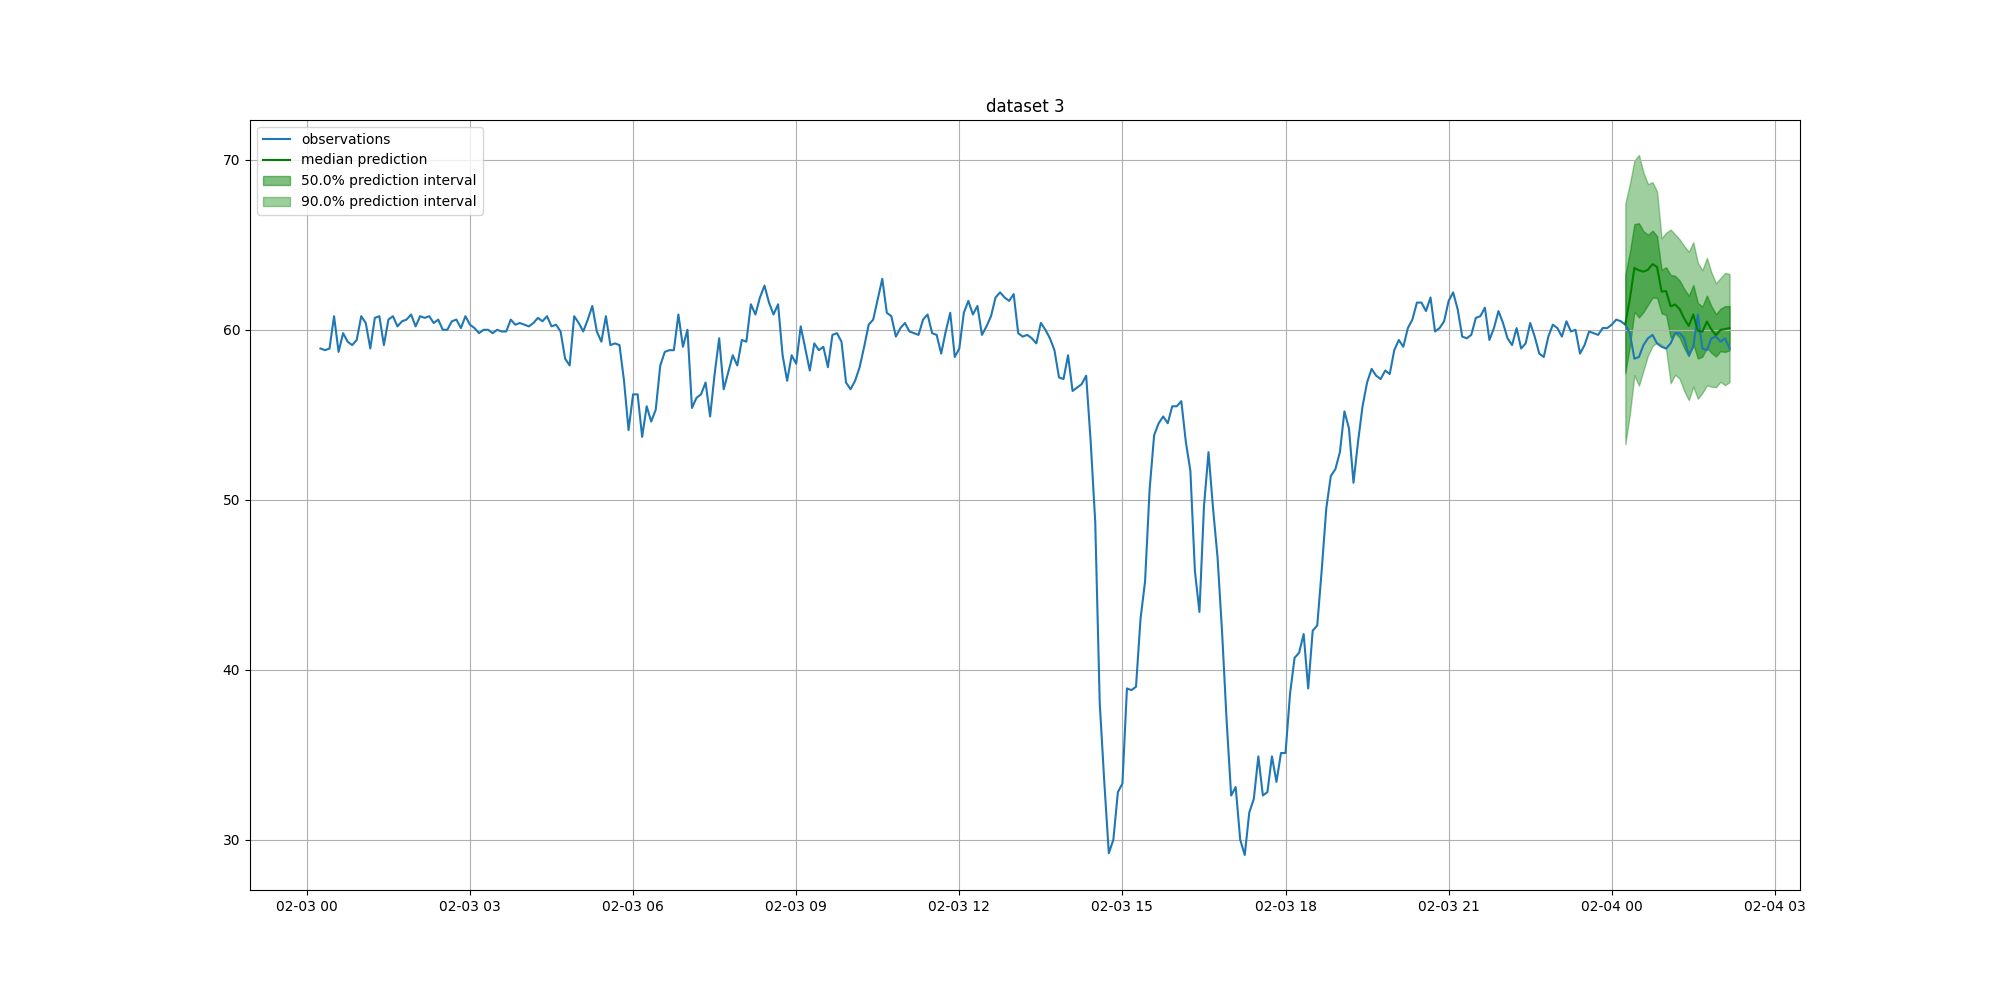 dataset 3
observations
median prediction
50.0% prediction interval
90.0% prediction interval
70
60
50
40
30
02-03 00 02-03 03 02-03 06 02-03 09 02-03 12 02-03 15 02-03 18 02-03 21 02-04 00 02-04 03